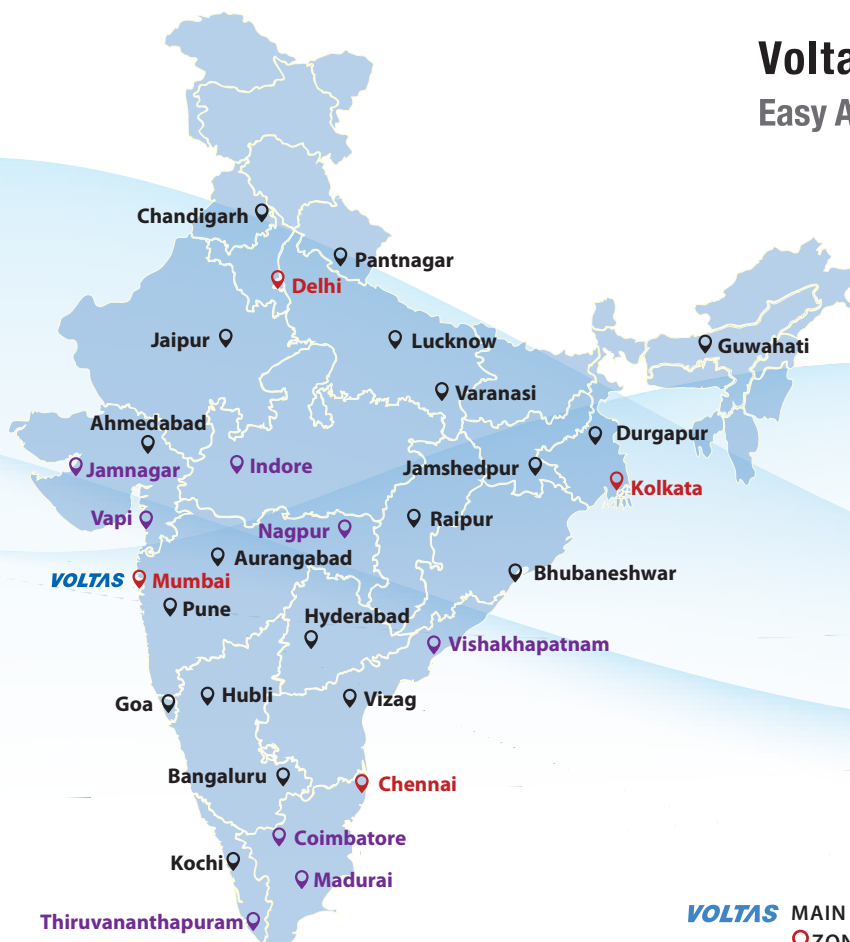 Volta
Easy A
Chandigarh
Pantnagar
Delhi
Jaipur
Lucknow
Guwahati
Varanasi
Ahmedabad
Durgapur
Jamnagar
Indore
Jamshedpur
Kolkata
Vapi
Nagpur
Raipur
Aurangabad
VOLTAS Mumbai
Bhubaneshwar
Pune
Hyderabad
Vishakhapatnam
Goa
Hubli
Vizag
Bangaluru
Chennai
Coimbatore
Kochi
Madurai
Thiruvananthapuram
VOLTAS MAIN
ZON